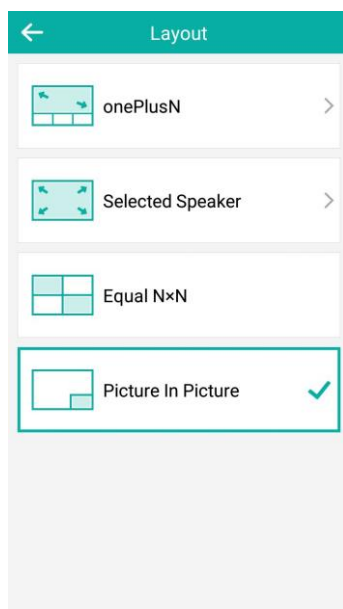 Layout
onePlusN
Selected Speaker
Equal N×N
Picture In Picture